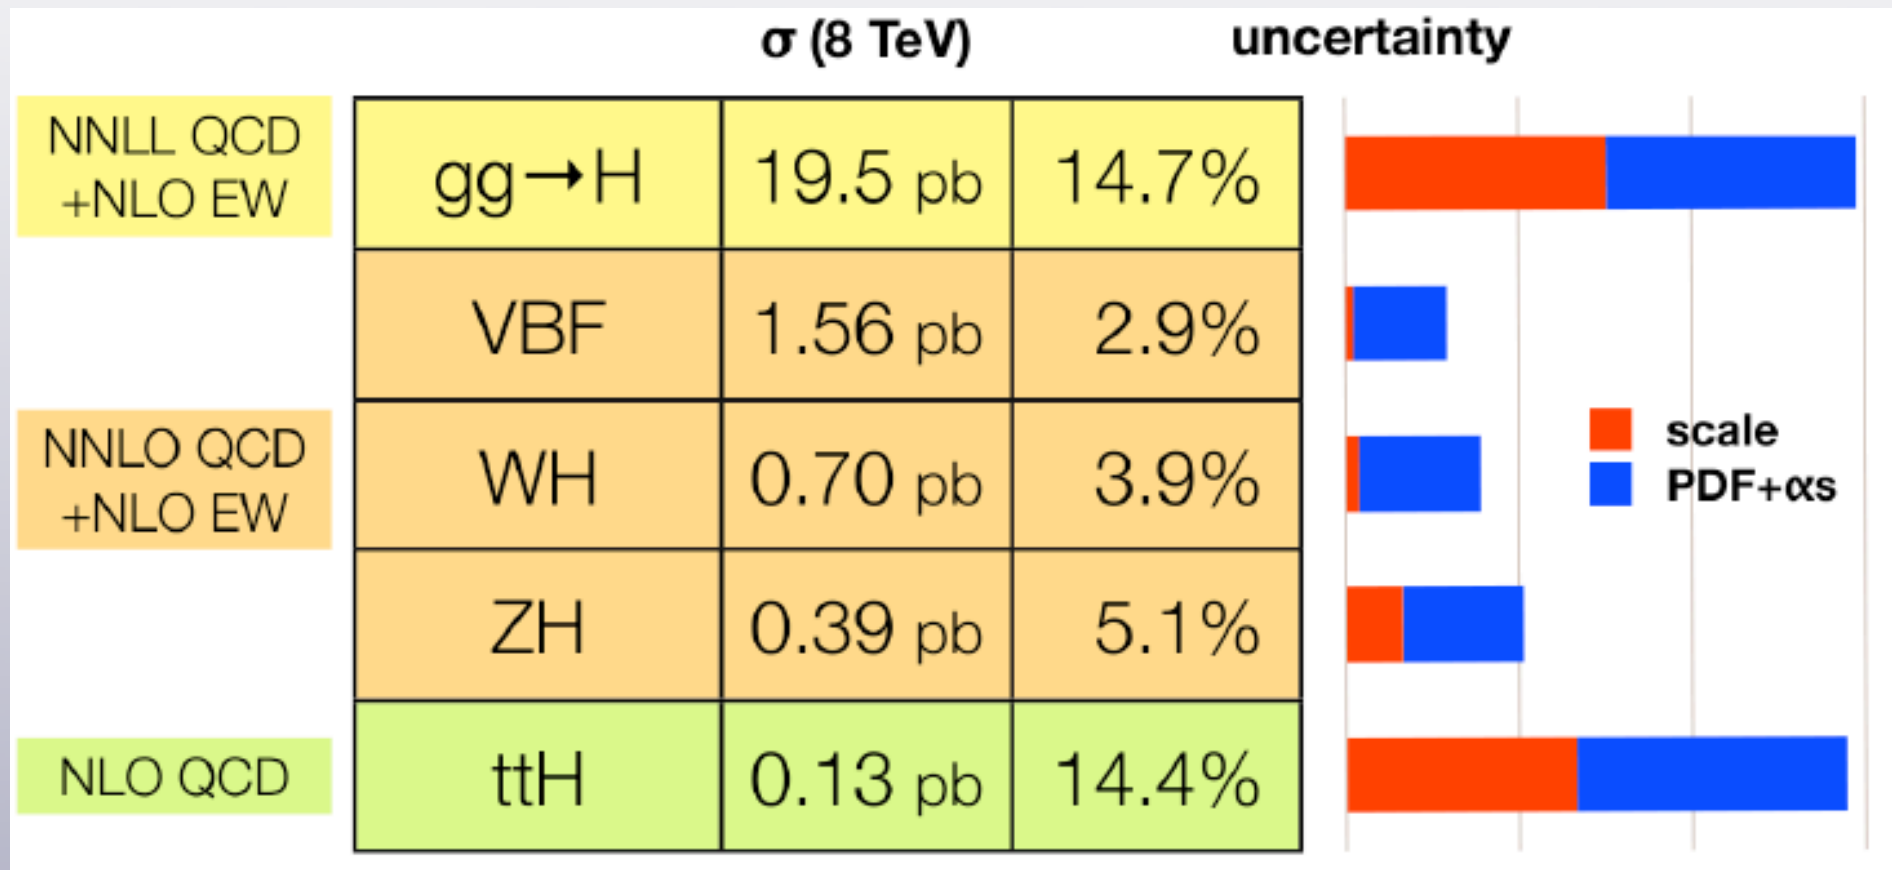 σ (8 TeV) uncertainty
NNLL QCD
+NLO EW
gg→H 19.5 pb 14.7%
VBF 1.56 pb 2.9%
NNLO QCD
+NLO EW
WH 0.70 pb 3.9%
ZH 0.39 pb 5.1%
NLO QCD
ttH 0.13 pb 14.4%
scale
PDF+αs